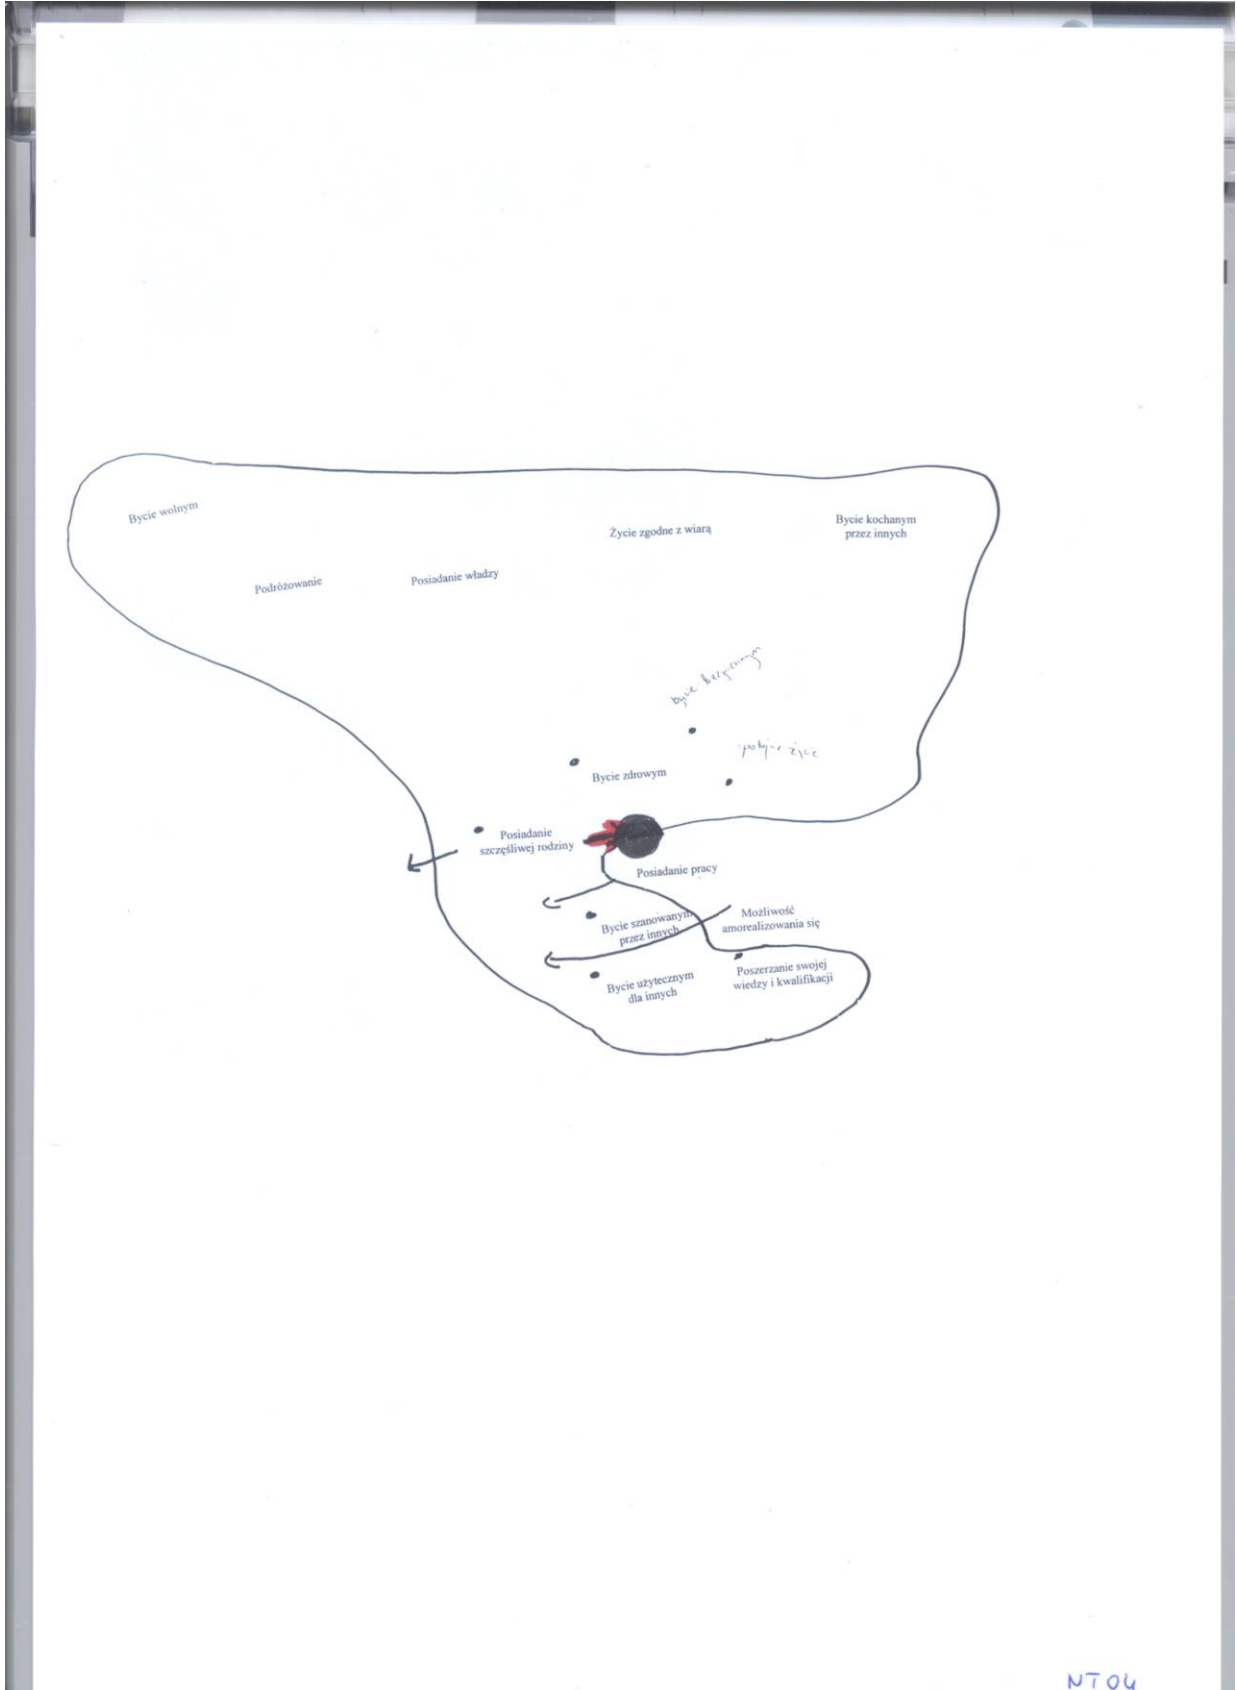 Bycie wolnym
Życie zgodne z wiarą
Bycie kochanym
przez innych
Podróżowanie
Posiadanie władzy
bycie bezpiecznym
życie
Bycie zdrowym
Posiadanie
szczęśliwej rodziny
Posiadanie pracy
Bycie szanowanym
przez innych
Możliwość
amorealizowania się
Bycie użytecznym
dla innych
Poszerzanie swojej
wiedzy i kwalifikacji
NT04